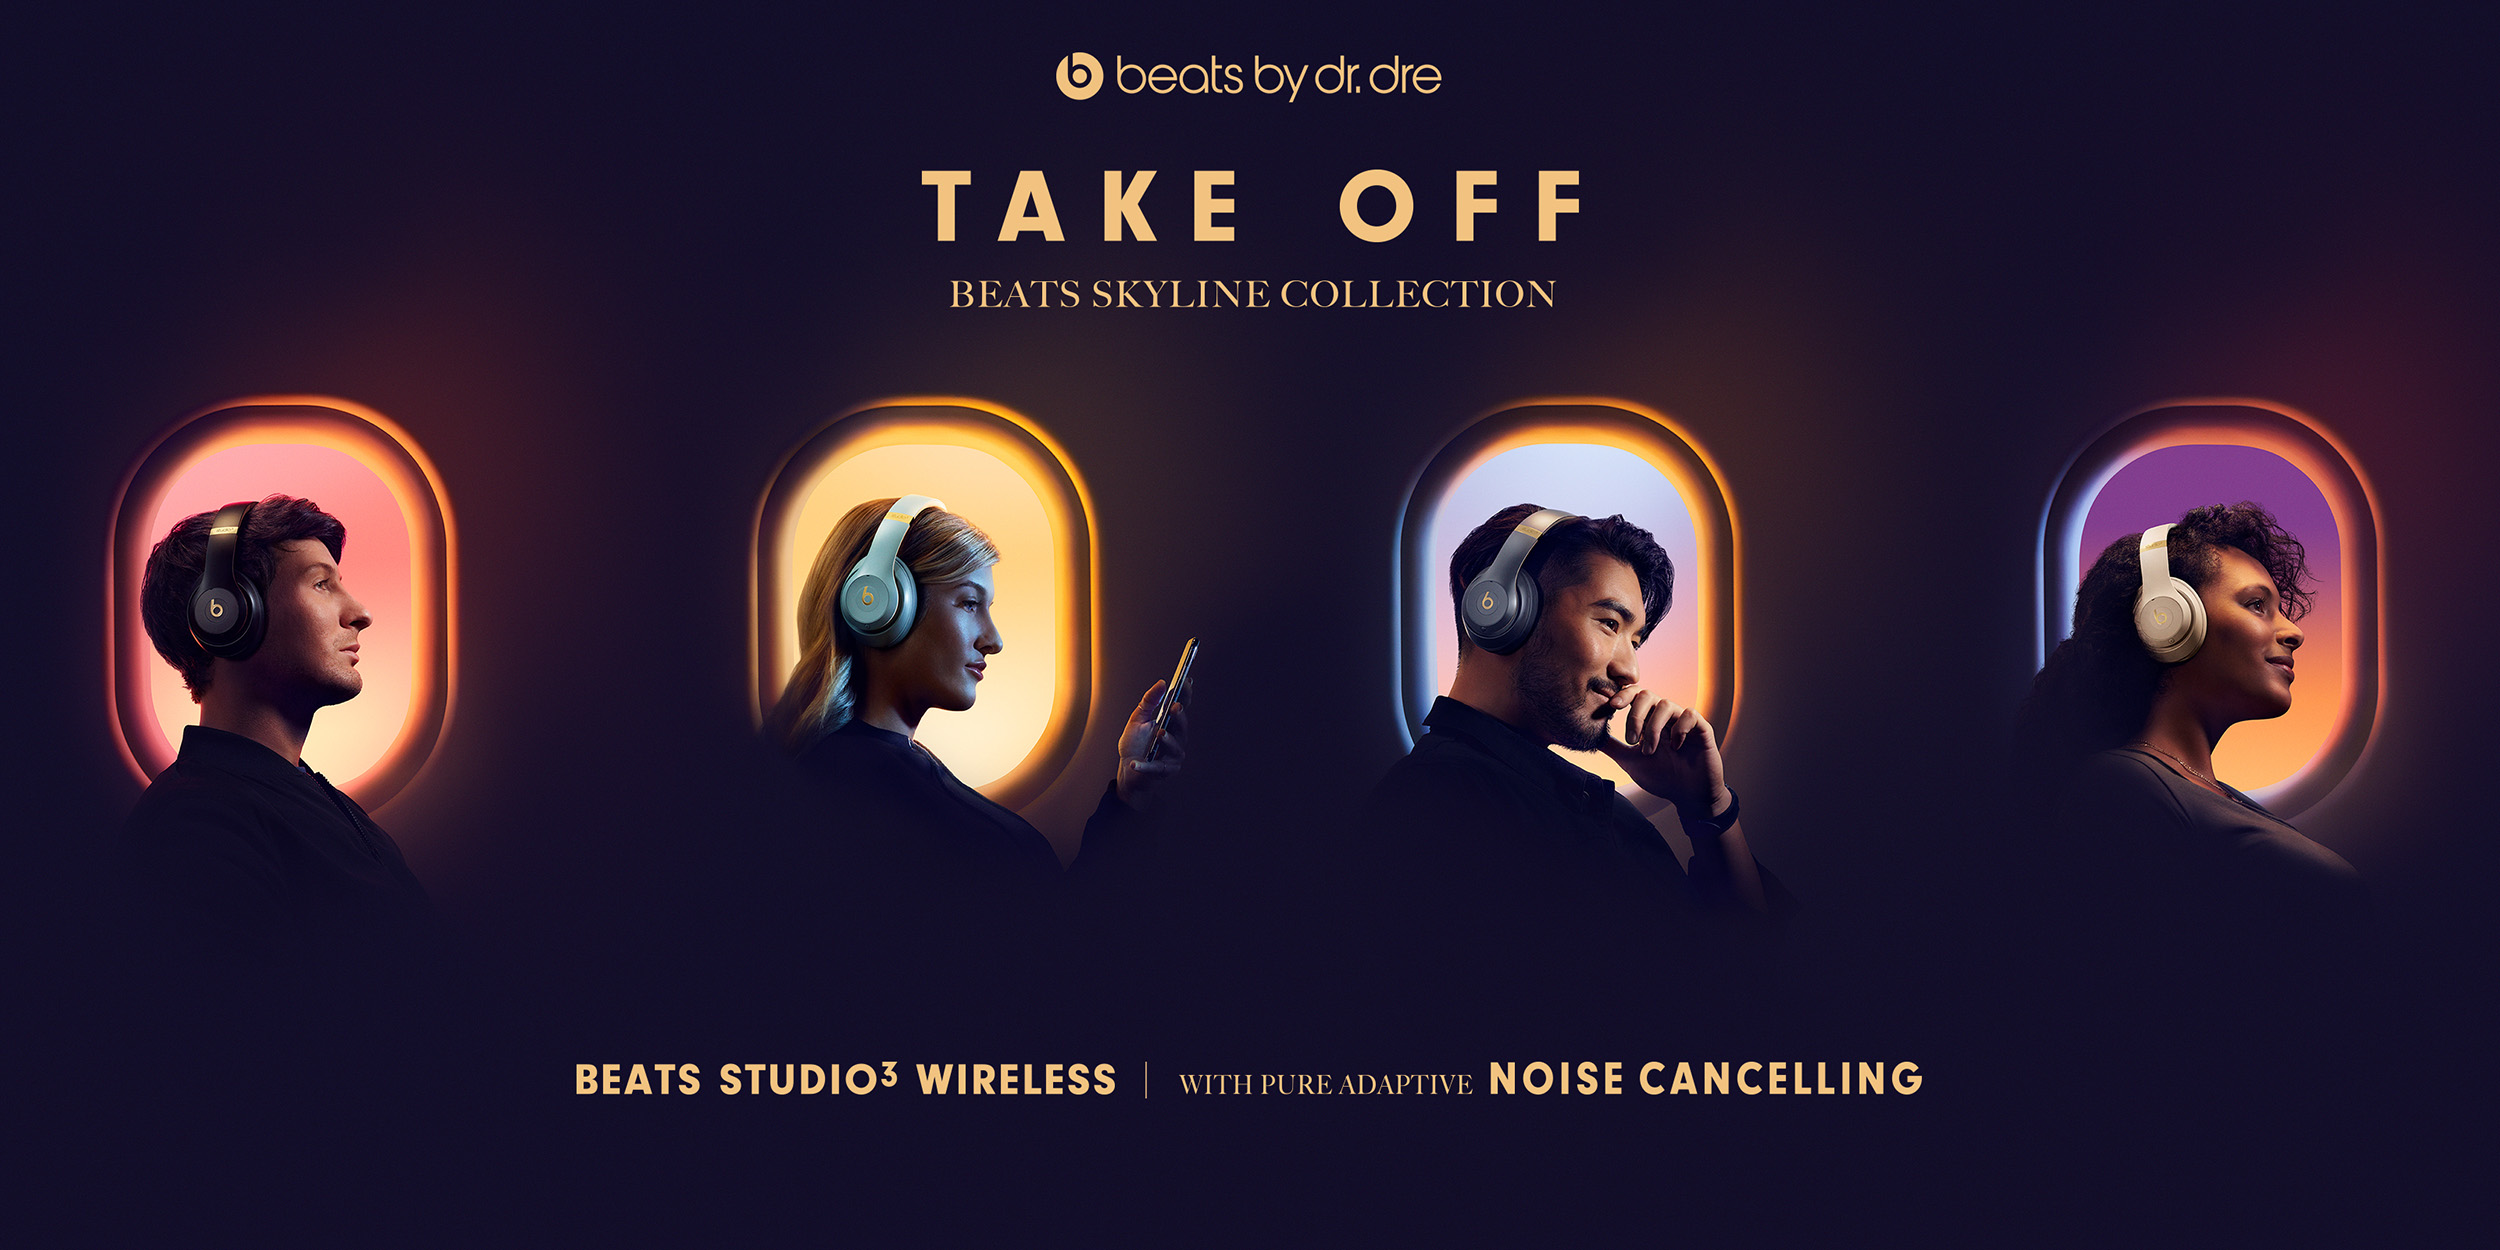 b beats by dr. dre
TAKE OFF
BEATS SKYLINE COLLECTION
b
b
b
b
BEATS STUDIO³ WIRELESS | WITH PURE ADAPTIVE NOISE CANCELLING